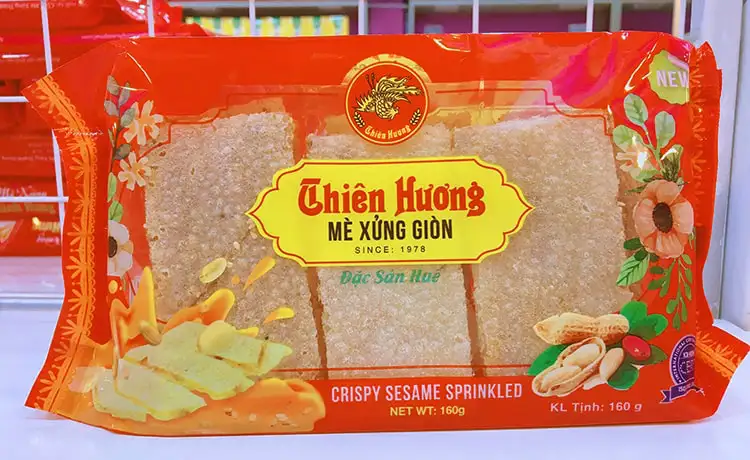 NEW
Thiên Hương
Thiên Hương
MÈ XỬNG GIÒN
SINCE: 1978
Đặc Sản Huế
CRISPY SESAME SPRINKLED
NET WT: 160g
KL Tịnh: 160 g